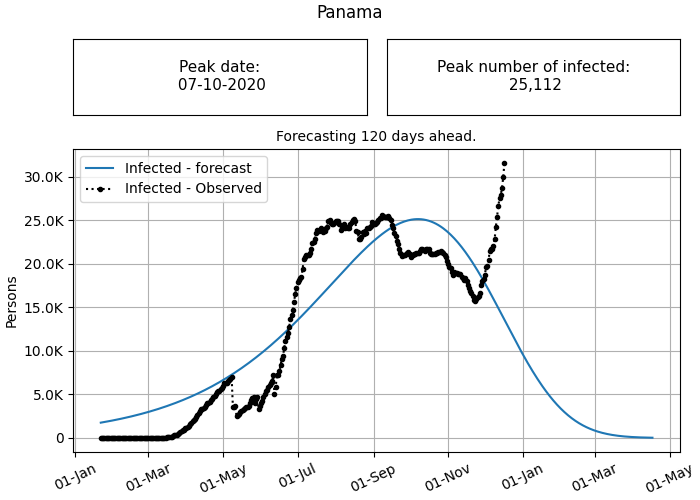 Panama
Peak date:
07-10-2020
Peak number of infected:
25,112
Forecasting 120 days ahead.
Infected - forecast
Infected - Observed
Persons
30.0K
25.0K
20.0K
15.0K
10.0K
5.0K
0
01-Jan
01-Mar
01-May
01-Jul
01-Sep
01-Nov
01-Jan
01-Mar
01-May